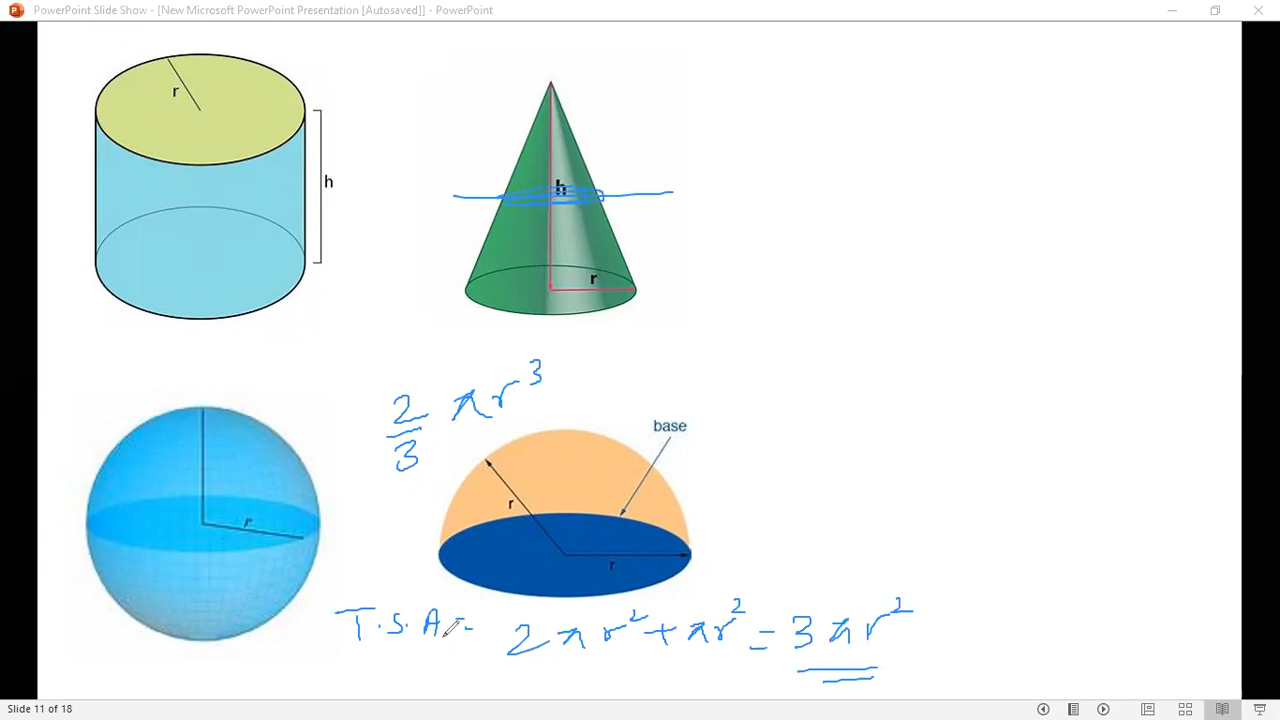 PowerPoint Slide Show - [New Microsoft PowerPoint Presentation [Autosaved]] - PowerPoint
r
h
h
r
2/3 πr³
base
r
r
r
T.S.A = 2πr² + πr² = 3πr²
Slide 11 of 18